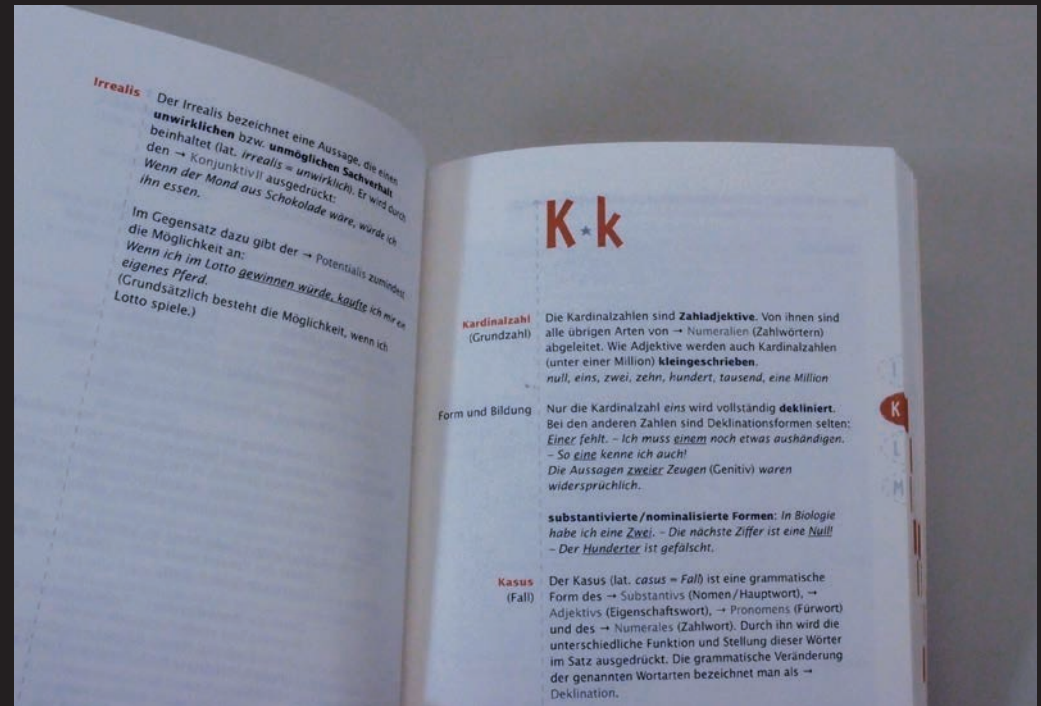 Irrealis Der Irrealis bezeichnet eine Aussage, die einen
unwirklichen bzw. unmöglichen Sachverhalt
beinhaltet (lat. irrealis = unwirklich). Er wird durch
den → Konjunktiv II ausgedrückt:
Wenn der Mond aus Schokolade wäre, würde ich
ihn essen.
Im Gegensatz dazu gibt der → Potentialis zumindest
die Möglichkeit an:
Wenn ich im Lotto gewinnen würde, kaufte ich mir ein
eigenes Pferd.
(Grundsätzlich besteht die Möglichkeit, wenn ich
Lotto spiele.)
K k
Kardinalzahl Die Kardinalzahlen sind Zahladjektive. Von ihnen sind
(Grundzahl) alle übrigen Arten von → Numeralien (Zahlwörtern)
abgeleitet. Wie Adjektive werden auch Kardinalzahlen
(unter einer Million) kleingeschrieben.
null, eins, zwei, zehn, hundert, tausend, eine Million
Form und Bildung Nur die Kardinalzahl eins wird vollständig dekliniert.
Bei den anderen Zahlen sind Deklinationsformen selten:
Einer fehlt. – Ich muss einem noch etwas aushändigen.
– So eine kenne ich auch!
Die Aussagen zweier Zeugen (Genitiv) waren
widersprüchlich.
substantivierte/nominalisierte Formen: In Biologie
habe ich eine Zwei. – Die nächste Ziffer ist eine Null!
– Der Hunderter ist gefälscht.
Kasus Der Kasus (lat. casus = Fall) ist eine grammatische
(Fall) Form des → Substantivs (Nomen/Hauptwort), →
Adjektivs (Eigenschaftswort), → Pronomens (Fürwort)
und des → Numerales (Zahlwort). Durch ihn wird die
unterschiedliche Funktion und Stellung dieser Wörter
im Satz ausgedrückt. Die grammatische Veränderung
der genannten Wortarten bezeichnet man als →
Deklination.
I
K
L
M